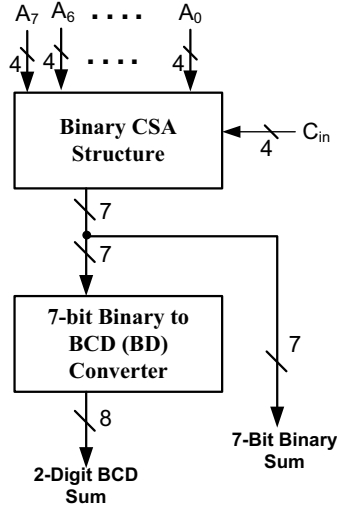 A7 A6 .... A0
4 4 .... 4
Binary CSA
Structure
Cin
4
7
7
7-bit Binary to
BCD (BD)
Converter
7
8
7-Bit Binary
Sum
2-Digit BCD
Sum